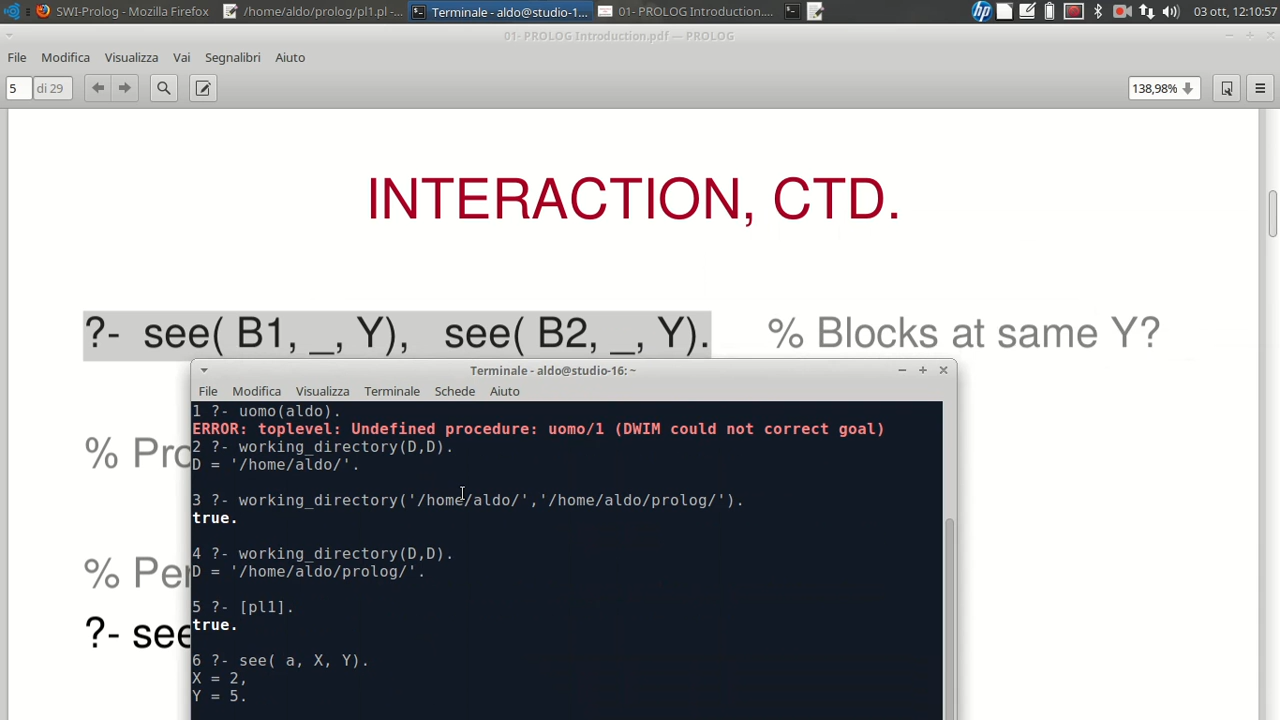 SWI-Prolog - Mozilla Firefox
/home/aldo/prolog/pl1.pl -...
Terminale - aldo@studio-1...
01- PROLOG Introduction....
hp
03 ott, 12:10:57
01- PROLOG Introduction.pdf — PROLOG
File Modifica Visualizza Vai Segnalibri Aiuto
5 di 29
138,98%
INTERACTION, CTD.
?- see( B1, _, Y), see( B2, _, Y). % Blocks at same Y?
% Pro
% Per
?- see
Terminale - aldo@studio-16: ~
File Modifica Visualizza Terminale Schede Aiuto
1 ?- uomo(aldo).
ERROR: toplevel: Undefined procedure: uomo/1 (DWIM could not correct goal)
2 ?- working_directory(D,D).
D = '/home/aldo/'.
3 ?- working_directory('/home/aldo/','/home/aldo/prolog/').
true.
4 ?- working_directory(D,D).
D = '/home/aldo/prolog/'.
5 ?- [pl1].
true.
6 ?- see( a, X, Y).
X = 2,
Y = 5.